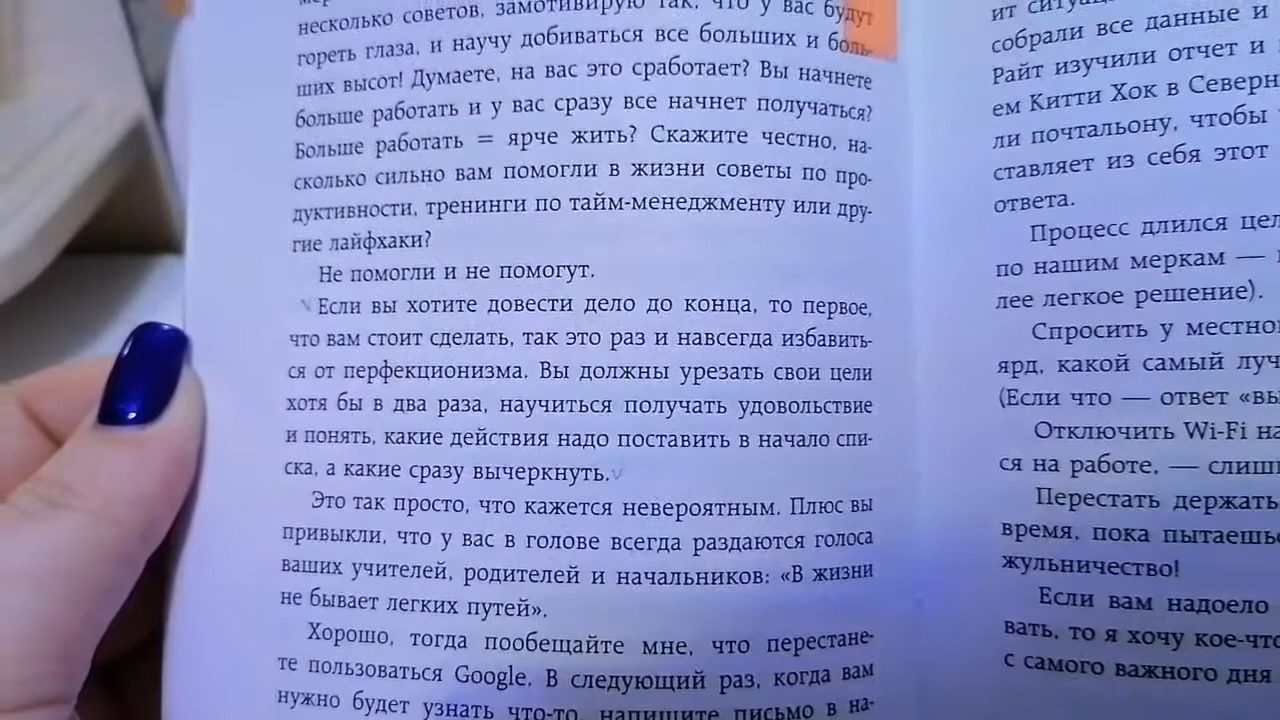 несколько советов, замотивирую так, что у вас будут
гореть глаза, и научу добиваться все больших и боль-
ших высот! Думаете, на вас это сработает? Вы начнете
больше работать и у вас сразу все начнет получаться?
Больше работать = ярче жить? Скажите честно, на-
сколько сильно вам помогли в жизни советы по про-
дуктивности, тренинги по тайм-менеджменту или дру-
гие лайфхаки?
Не помогли и не помогут.
Если вы хотите довести дело до конца, то первое,
что вам стоит сделать, так это раз и навсегда избавить-
ся от перфекционизма. Вы должны урезать свои цели
хотя бы в два раза, научиться получать удовольствие
и понять, какие действия надо поставить в начало спи-
ска, а какие сразу вычеркнуть.
Это так просто, что кажется невероятным. Плюс вы
привыкли, что у вас в голове всегда раздаются голоса
ваших учителей, родителей и начальников: «В жизни
не бывает легких путей».
Хорошо, тогда пообещайте мне, что перестане-
те пользоваться Google. В следующий раз, когда вам
нужно будет узнать что-то, напишите письмо в на-
собрали все данные и
Райт изучили отчет и
ем Китти Хок в Северн
ли почтальону, чтобы
ставляет из себя этот
ответа.
Процесс длился цел
по нашим меркам —
лее легкое решение).
Спросить у местно
ярд, какой самый луч
(Если что — ответ «вы
Отключить Wi-Fi на
ся на работе, — слиш
Перестать держать
время, пока пытаешь
жульничество!
Если вам надоело
вать, то я хочу кое-что
с самого важного дня